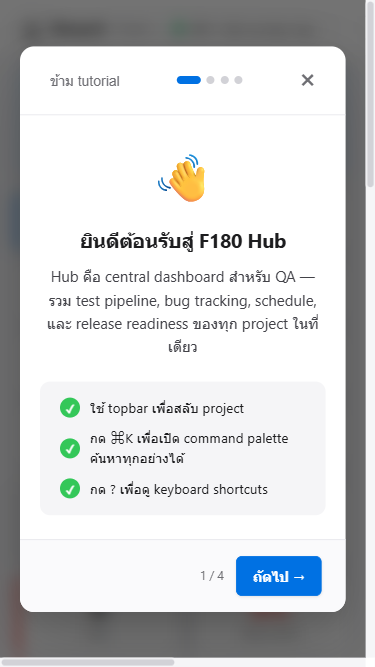 ข้าม tutorial
✕
ยินดีต้อนรับสู่ F180 Hub
Hub คือ central dashboard สำหรับ QA —
รวม test pipeline, bug tracking, schedule,
และ release readiness ของทุก project ในที่
เดียว
ใช้ topbar เพื่อสลับ project
กด ⌘K เพื่อเปิด command palette
ค้นหาทุกอย่างได้
กด ? เพื่อดู keyboard shortcuts
1 / 4
ถัดไป →